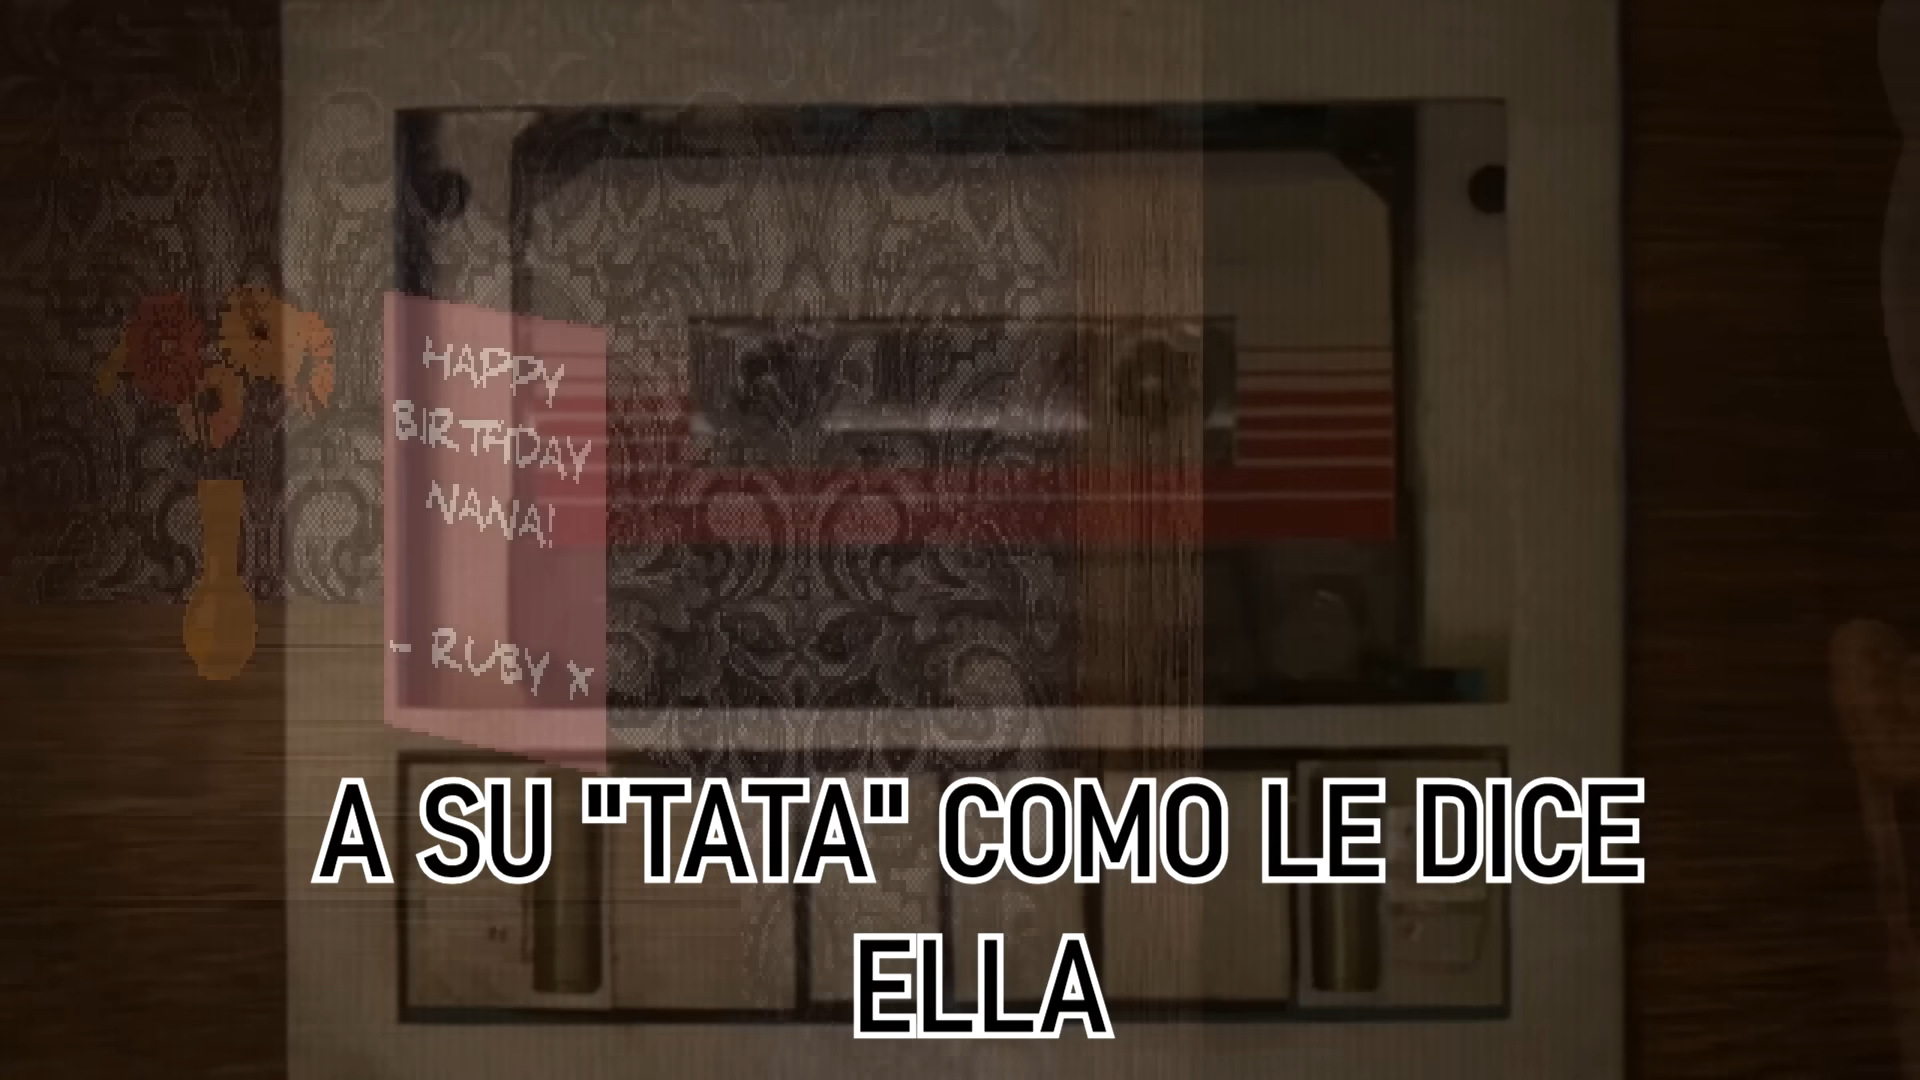 HAPPY
BIRTHDAY
NANA!
- RUBY X
A SU "TATA" COMO LE DICE
ELLA